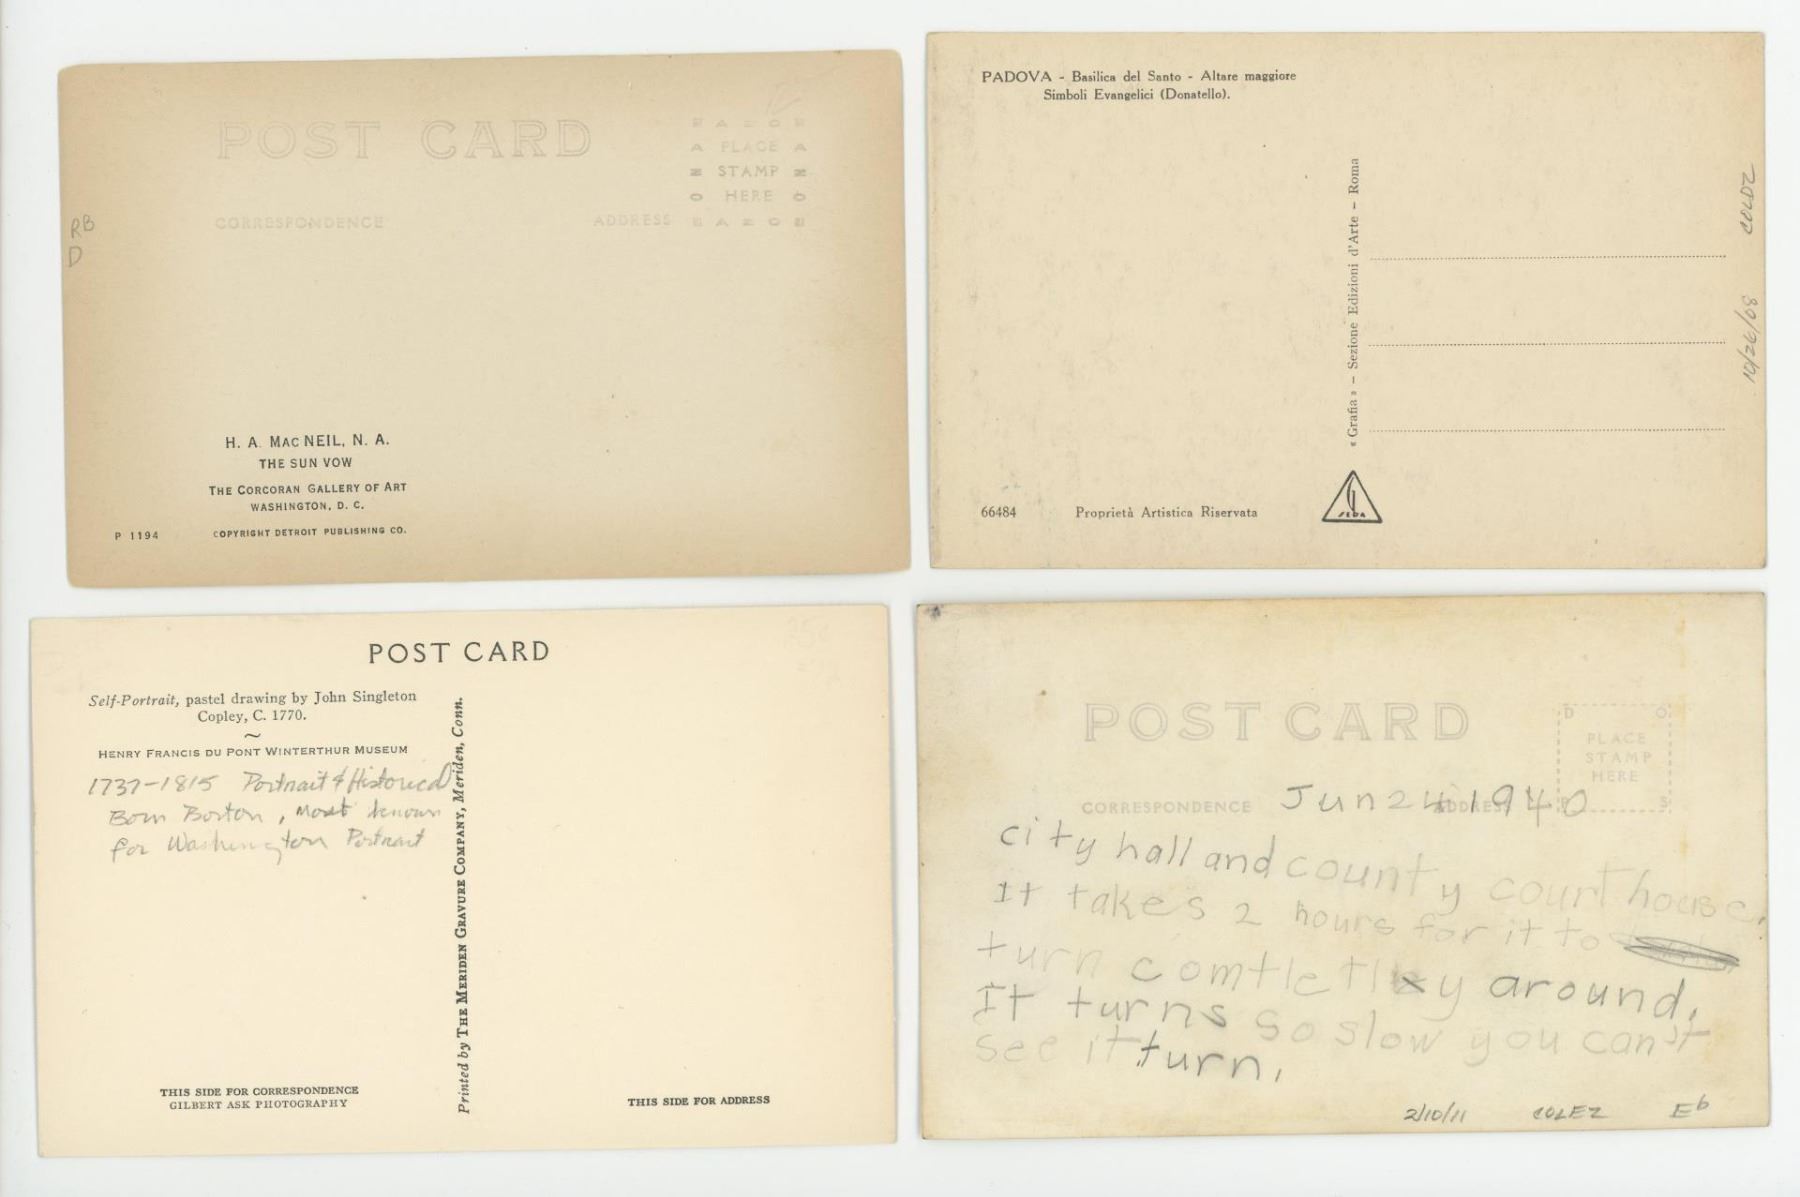 POST CARD
PLACE
STAMP
HERE
CORRESPONDENCE
ADDRESS
RB
D
H. A. MAC NEIL, N. A.
THE SUN VOW
THE CORCORAN GALLERY OF ART
WASHINGTON, D. C.
P 1194
COPYRIGHT DETROIT PUBLISHING CO.
PADOVA - Basilica del Santo - Altare maggiore
Simboli Evangelici (Donatello).
« Grafia » - Sezione Edizioni d'Arte - Roma
10/26/08
66484
Proprietà Artistica Riservata
SEDA
POST CARD
Self-Portrait, pastel drawing by John Singleton
Copley, C. 1770.
HENRY FRANCIS DU PONT WINTERTHUR MUSEUM
1737-1815 Portrait & Historical
Born Boston, most known
for Washington Portrait
Printed by THE MERIDEN GRAVURE COMPANY, Meriden, Conn.
THIS SIDE FOR CORRESPONDENCE
GILBERT ASK PHOTOGRAPHY
THIS SIDE FOR ADDRESS
POST CARD
D O
PLACE
STAMP
HERE
P S
CORRESPONDENCE
ADDRESS
Jun 24 1940
city hall and county court house.
It takes 2 hours for it to
turn comtletly around.
It turns so slow you can't
see it turn.
2/10/11 COLEZ Eb